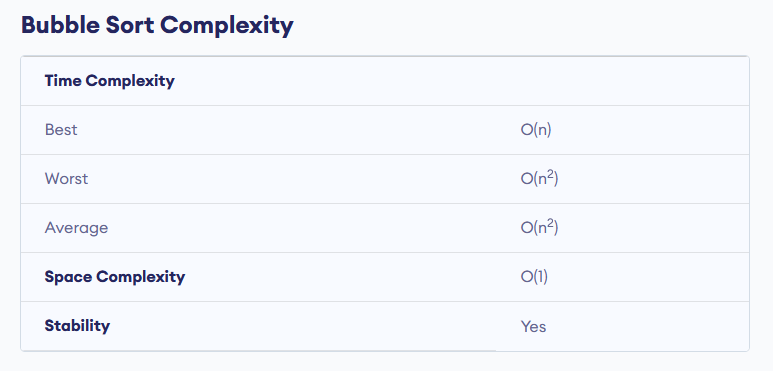 Bubble Sort Complexity
Time Complexity
Best O(n)
Worst O(n²)
Average O(n²)
Space Complexity O(1)
Stability Yes